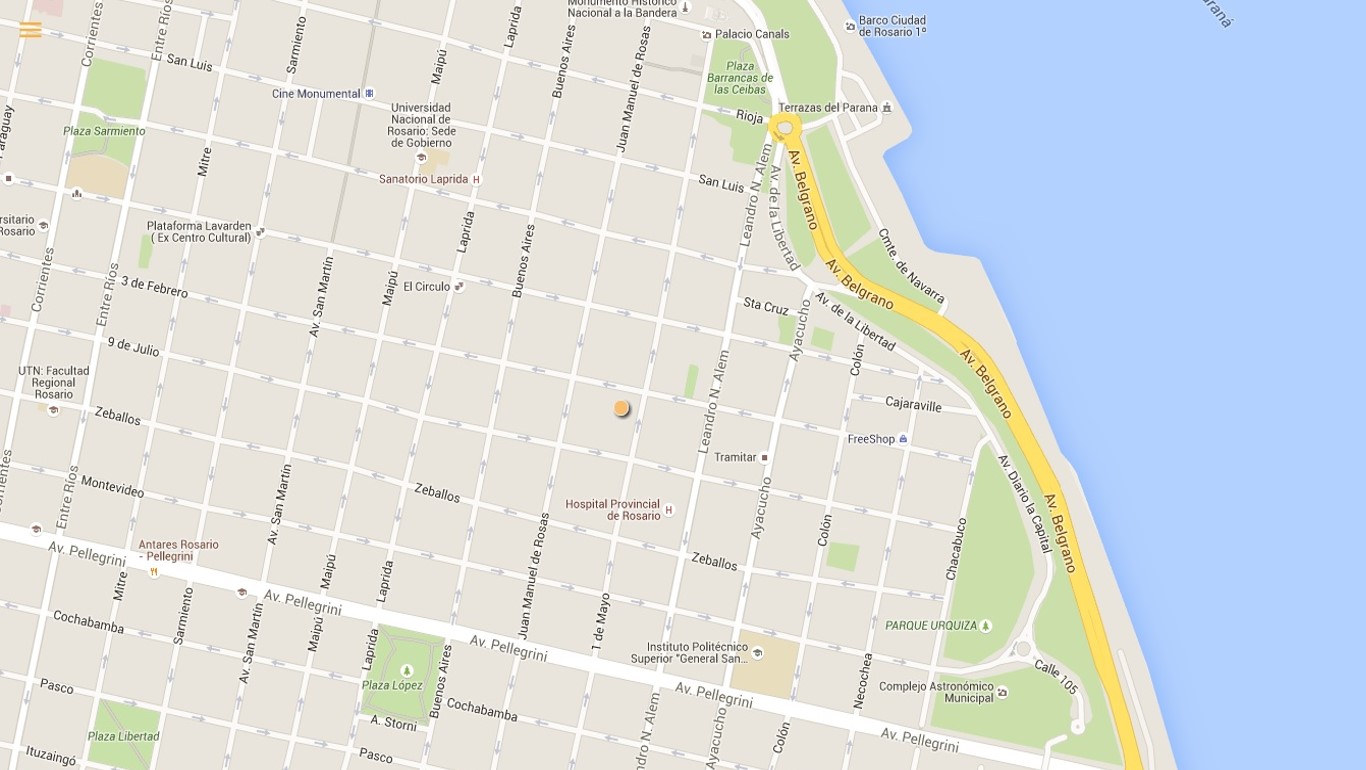 Monumento Histórico
Nacional a la Bandera
Palacio Canals
Barco Ciudad
de Rosario 1º
Corrientes
Entre Ríos
Sarmiento
Laprida
Buenos Aires
Juan Manuel de Rosas
San Luis
Maipú
Plaza
Barrancas de
las Ceibas
Cine Monumental
Universidad
Nacional de
Rosario: Sede
de Gobierno
Terrazas del Parana
Rioja
Plaza Sarmiento
Paraguay
Mitre
Sanatorio Laprida
San Luis
Leandro N. Alem
Av. de la Libertad
Av. Belgrano
Plataforma Lavarden
( Ex Centro Cultural)
Laprida
Corrientes
Entre Ríos
3 de Febrero
Av. San Martín
Maipú
El Circulo
Buenos Aires
Av. Belgrano
Cmte. de Navarra
Sta Cruz
Av. de la Libertad
Ayacucho
Colón
9 de Julio
UTN: Facultad
Regional
Rosario
Leandro N. Alem
Av. Belgrano
Cajaraville
Zeballos
FreeShop
Tramitar
Montevideo
Entre Ríos
Av. San Martín
Zeballos
Hospital Provincial
de Rosario
Ayacucho
Colón
Av. Diario la Capital
Av. Belgrano
Chacabuco
Juan Manuel de Rosas
Zeballos
Av. Pellegrini
Antares Rosario
- Pellegrini
Mitre
Sarmiento
Av. San Martín
Maipú
Maipú
Laprida
Av. Pellegrini
Cochabamba
Laprida
Buenos Aires
Av. Pellegrini
1 de Mayo
Instituto Politécnico
Superior "General San...
PARQUE URQUIZA
Calle 105
Plaza López
Pasco
Necochea
Complejo Astronómico
Municipal
Av. Pellegrini
A. Storni
Cochabamba
Plaza Libertad
Ayacucho
Colón
Av. Pellegrini
Ituzaingó
Pasco